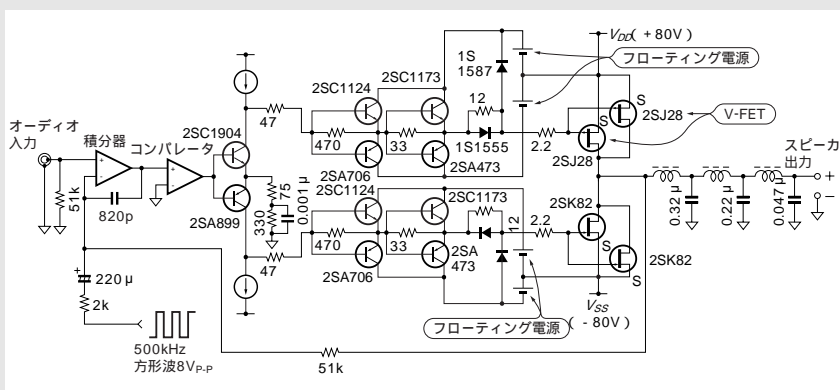 VDD(+80V)
フローティング電源
1S
1587
2SC1124
2SC1173
2SJ28
V-FET
S
S
12
47
オーディオ
入力
積分器
コンパレータ
2SC1904
470
33
1S1555
2.2
2SJ28
スピーカ
出力
2SA706
2SA473
2SC1124
2SC1173
2SK82
+
−
51k
820p
2SA899
75
330
0.001μ
12
2.2
0.32μ
0.22μ
0.047μ
470
33
2SA
473
S
2SK82
S
47
2SA706
220μ
2k
VSS
(-80V)
フローティング電源
500kHz
方形波8VP-P
51k